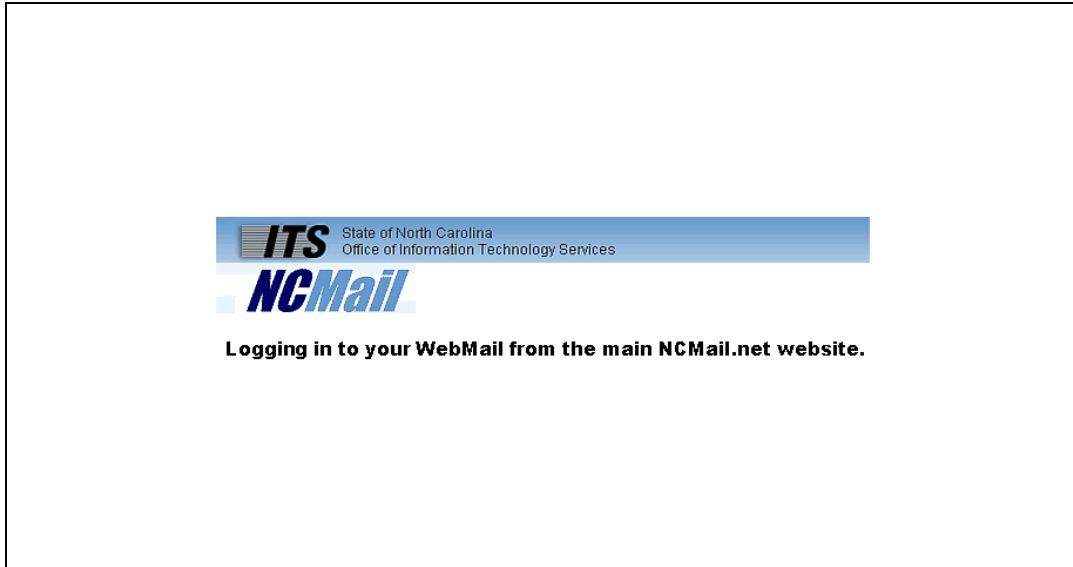 ITS State of North Carolina
Office of Information Technology Services
NCMail
Logging in to your WebMail from the main NCMail.net website.